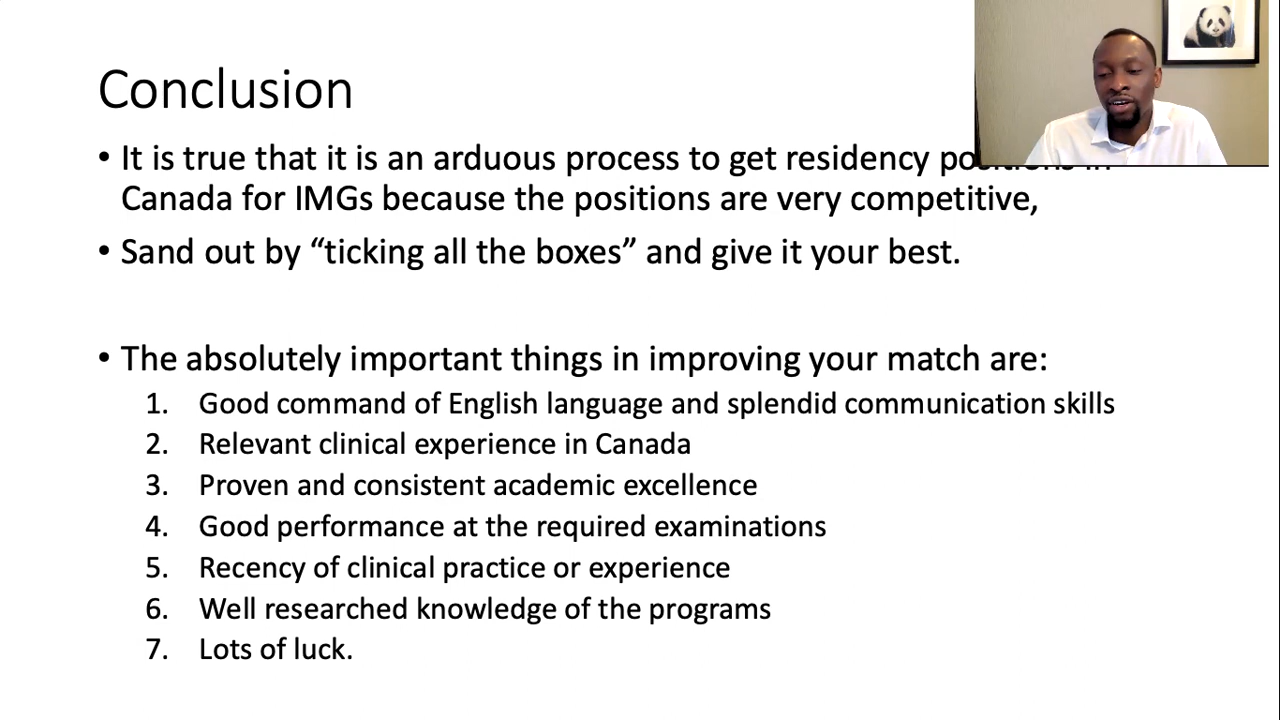 Conclusion
• It is true that it is an arduous process to get residency positions in
Canada for IMGs because the positions are very competitive,
• Sand out by “ticking all the boxes” and give it your best.
• The absolutely important things in improving your match are:
1. Good command of English language and splendid communication skills
2. Relevant clinical experience in Canada
3. Proven and consistent academic excellence
4. Good performance at the required examinations
5. Recency of clinical practice or experience
6. Well researched knowledge of the programs
7. Lots of luck.